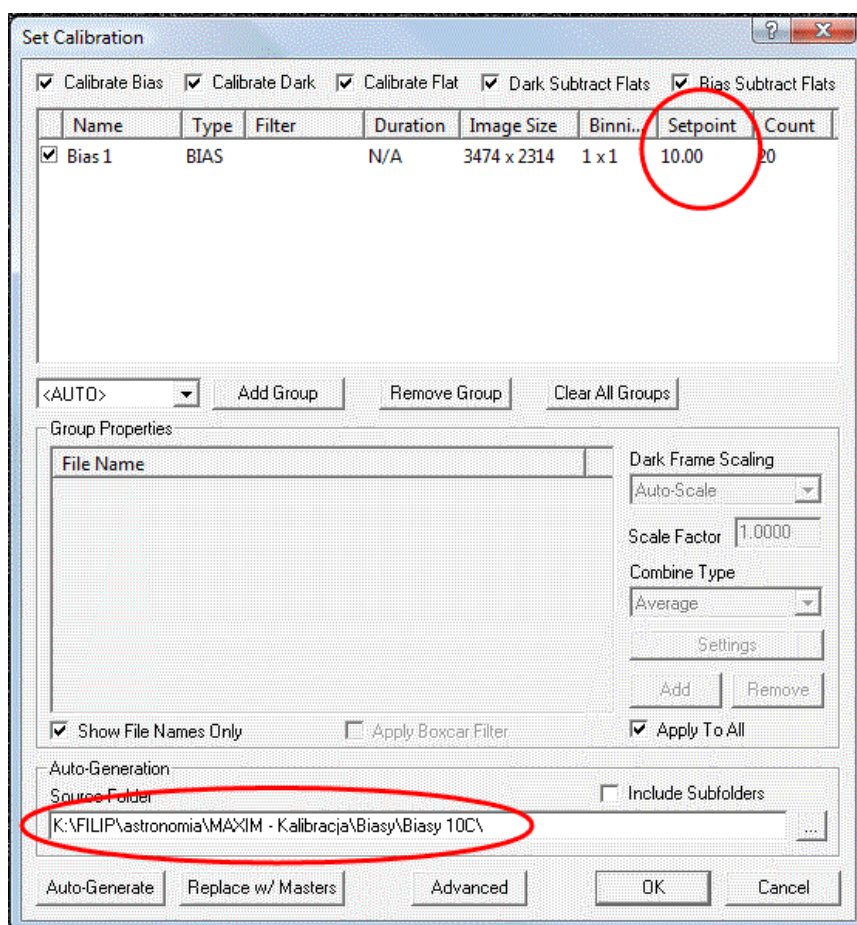 Set Calibration
Calibrate Bias Calibrate Dark Calibrate Flat Dark Subtract Flats Bias Subtract Flats
Name Type Filter Duration Image Size Binni... Setpoint Count
Bias 1 BIAS N/A 3474 x 2314 1 x 1 10.00 20
<AUTO> Add Group Remove Group Clear All Groups
Group Properties
File Name
Dark Frame Scaling
Auto-Scale
Scale Factor 1.0000
Combine Type
Average
Settings
Add Remove
Show File Names Only Apply Boxcar Filter Apply To All
Auto-Generation
Source Folder Include Subfolders
K:\FILIP\astronomia\MAXIM - Kalibracja\Biasy\Biasy 10C\ ...
Auto-Generate Replace w/ Masters Advanced OK Cancel